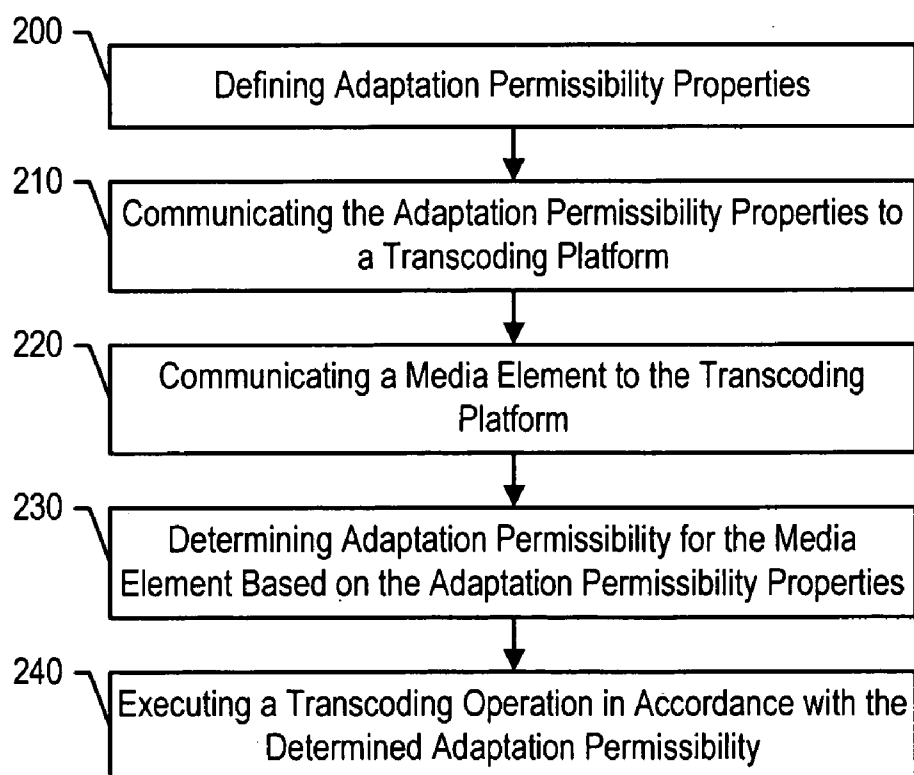 200
Defining Adaptation Permissibility Properties
210
Communicating the Adaptation Permissibility Properties to
a Transcoding Platform
220
Communicating a Media Element to the Transcoding
Platform
230
Determining Adaptation Permissibility for the Media
Element Based on the Adaptation Permissibility Properties
240
Executing a Transcoding Operation in Accordance with the
Determined Adaptation Permissibility